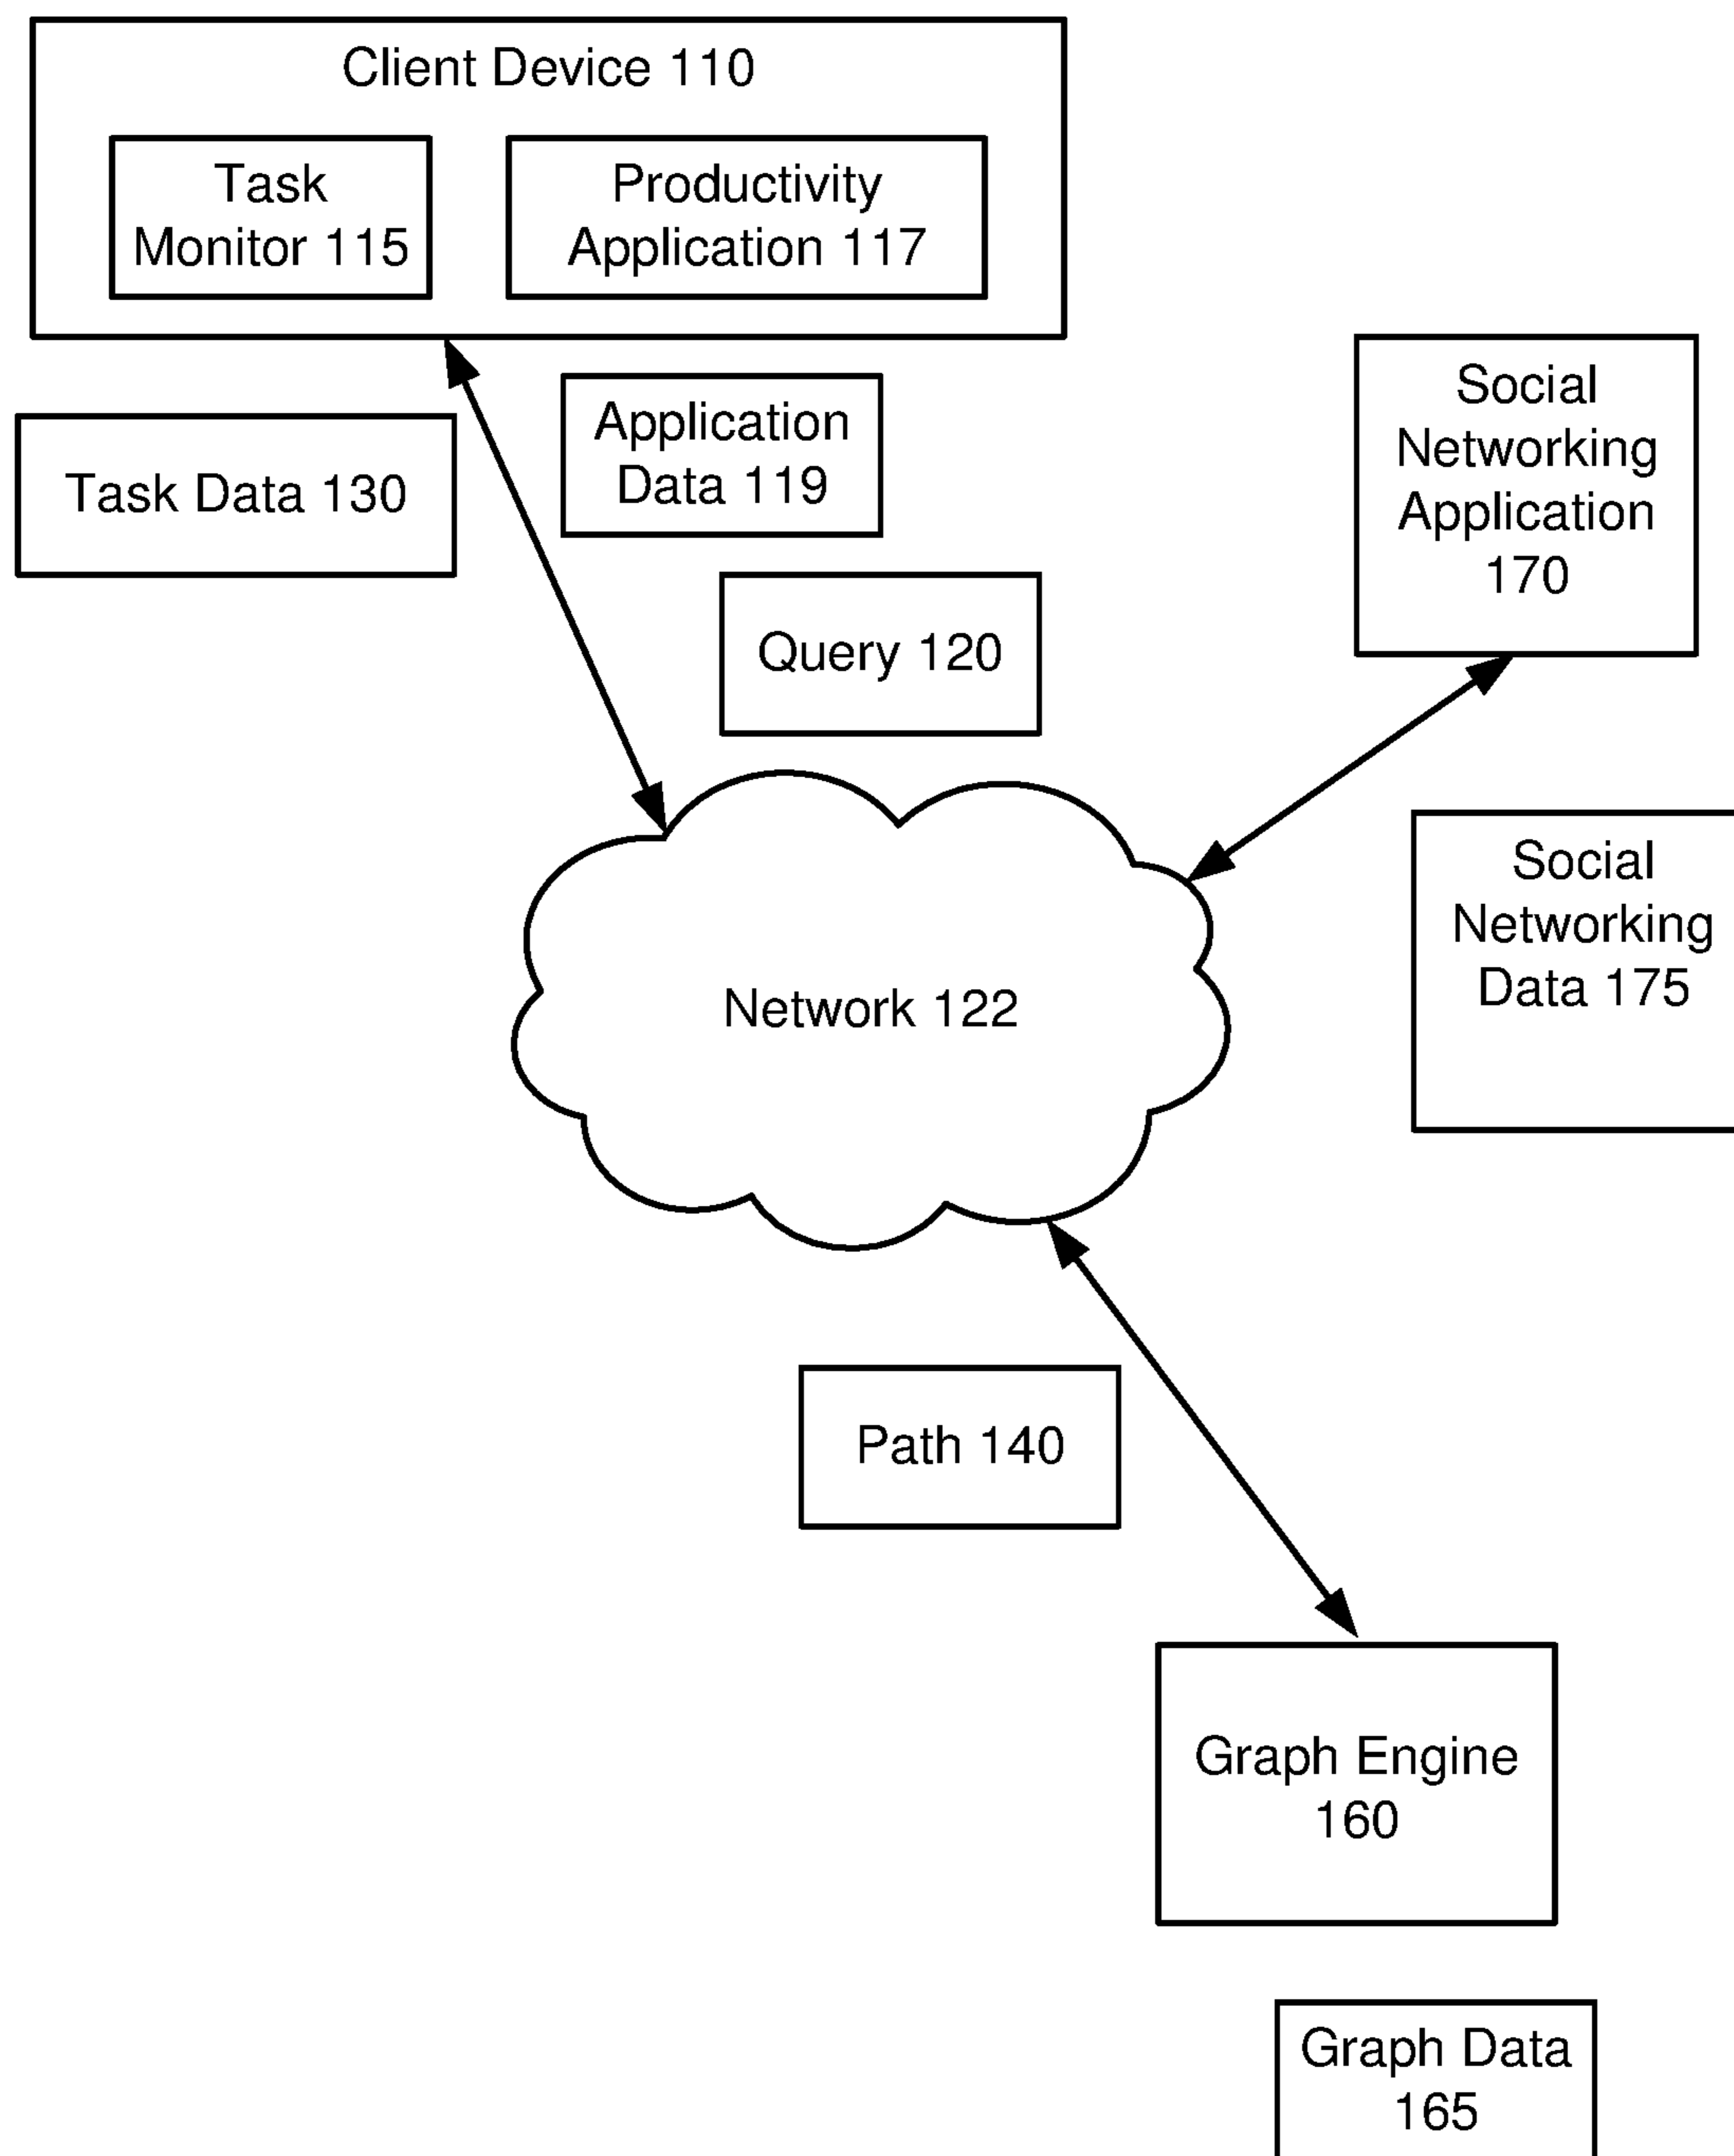 Client Device 110
Task
Monitor 115
Productivity
Application 117
Task Data 130
Application
Data 119
Social
Networking
Application
170
Query 120
Social
Networking
Data 175
Network 122
Path 140
Graph Engine
160
Graph Data
165